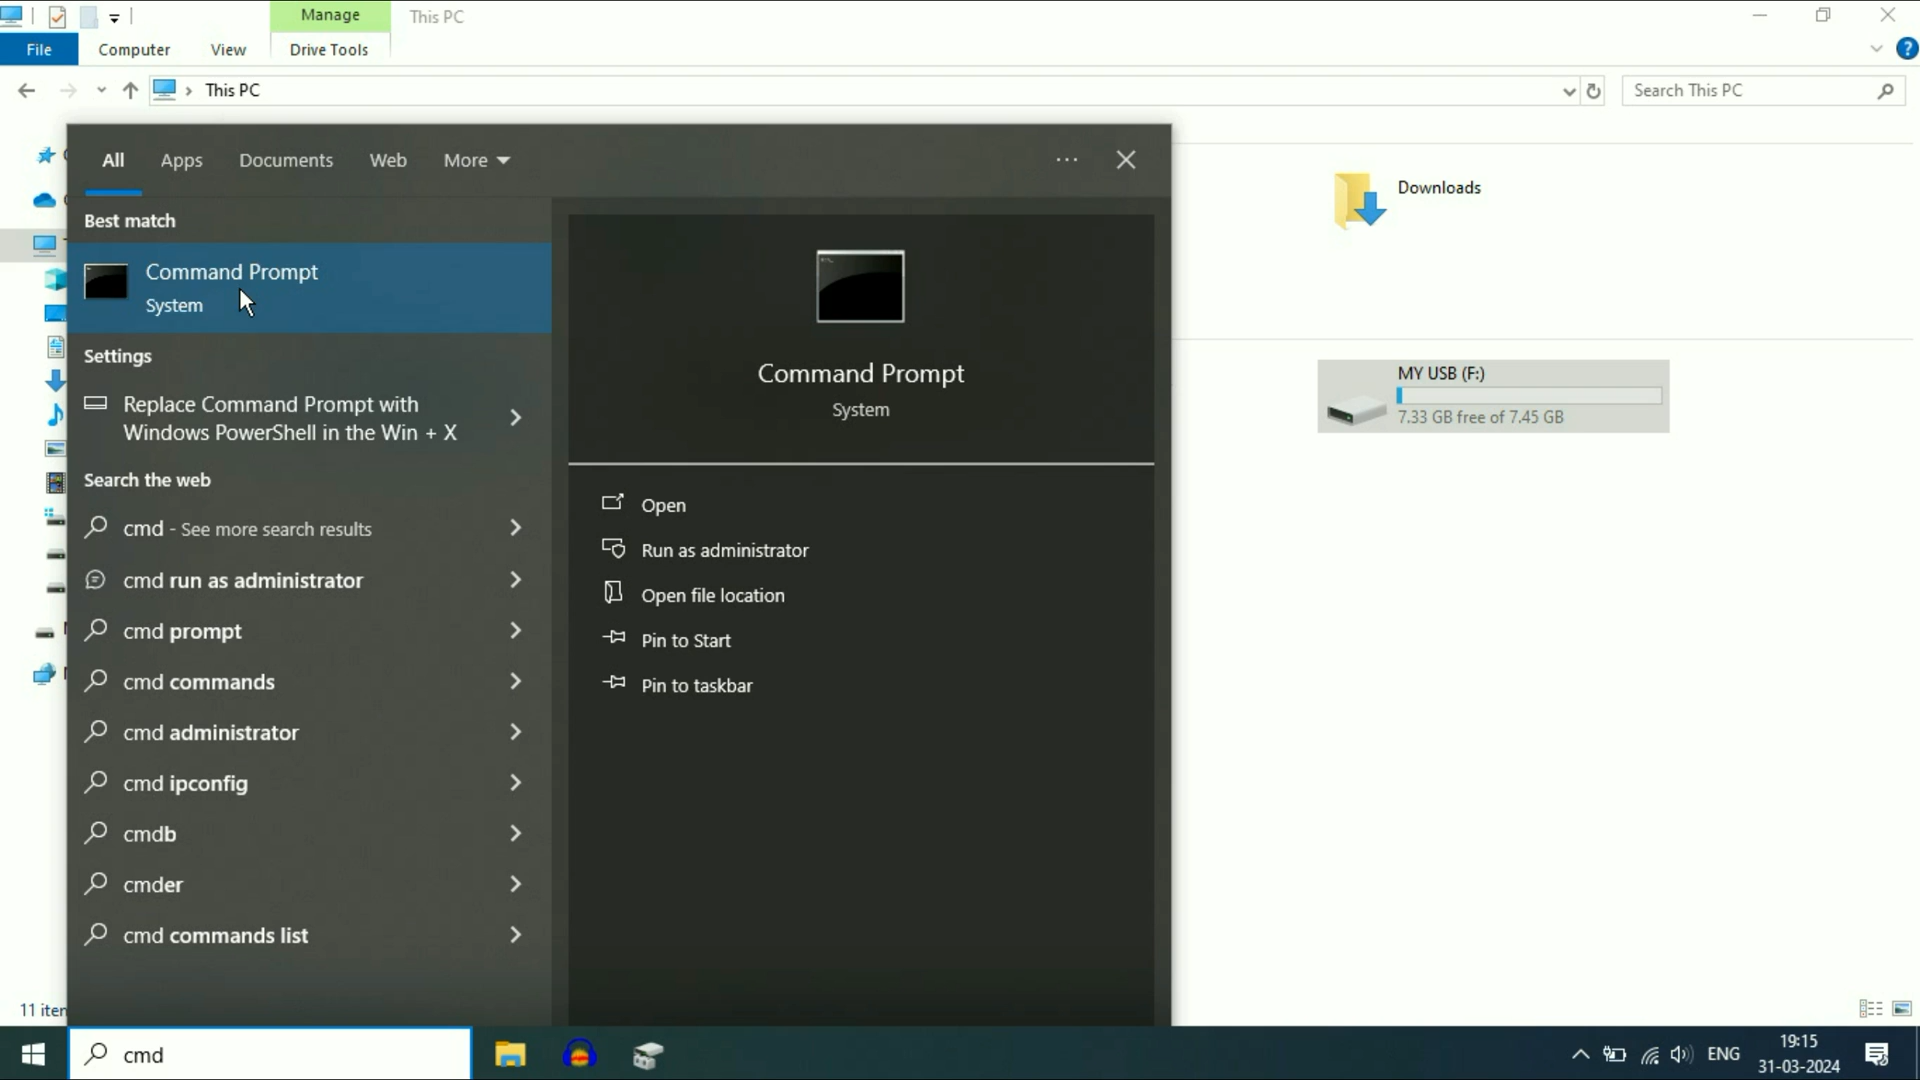 Manage
This PC
File
Computer
View
Drive Tools
This PC
Search This PC
All
Apps
Documents
Web
More
Best match
Command Prompt
System
Settings
Replace Command Prompt with
Windows PowerShell in the Win + X
Search the web
cmd - See more search results
cmd run as administrator
cmd prompt
cmd commands
cmd administrator
cmd ipconfig
cmdb
cmder
cmd commands list
Command Prompt
System
Open
Run as administrator
Open file location
Pin to Start
Pin to taskbar
Downloads
MY USB (F:)
7.33 GB free of 7.45 GB
11
cmd
ENG
19:15
31-03-2024